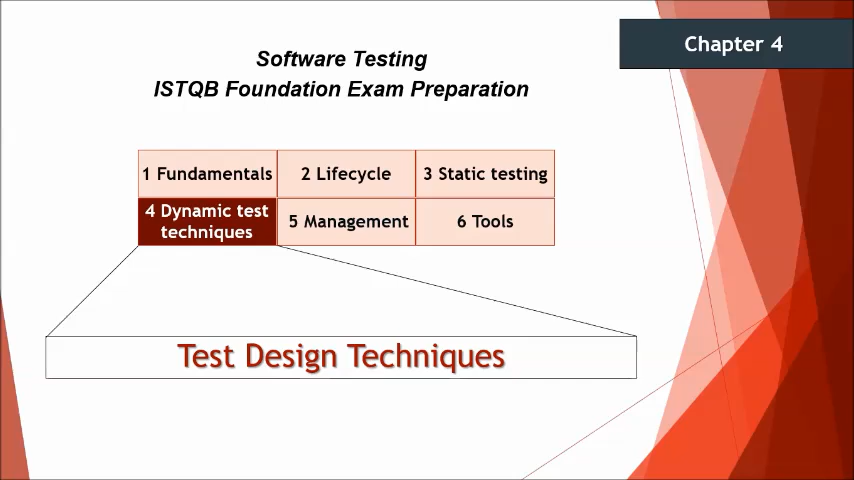 Chapter 4
Software Testing
ISTQB Foundation Exam Preparation
1 Fundamentals
2 Lifecycle
3 Static testing
4 Dynamic test
techniques
5 Management
6 Tools
Test Design Techniques